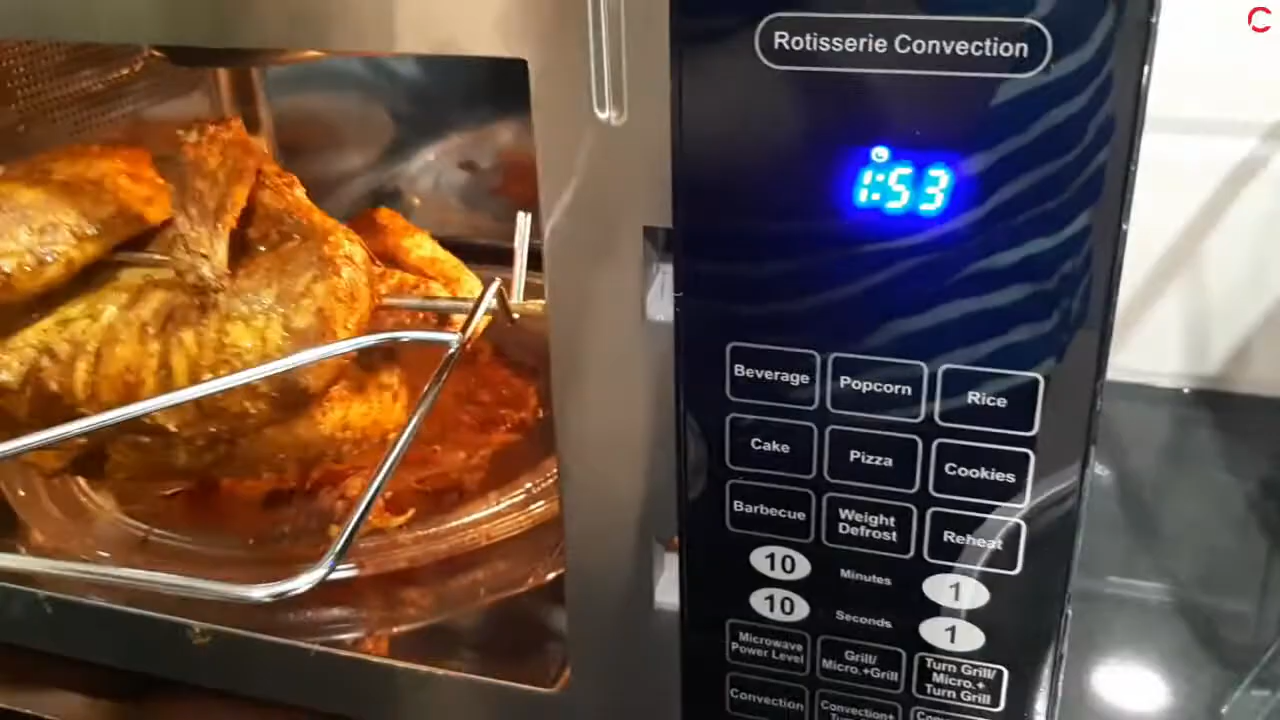 Rotisserie Convection
1:53
Beverage Popcorn Rice
Cake Pizza Cookies
Barbecue Weight Defrost Reheat
10 Minutes 1
10 Seconds 1
Microwave Power Level
Grill/ Micro.+Grill
Turn Grill/ Micro.+ Turn Grill
Convection Convection+
C